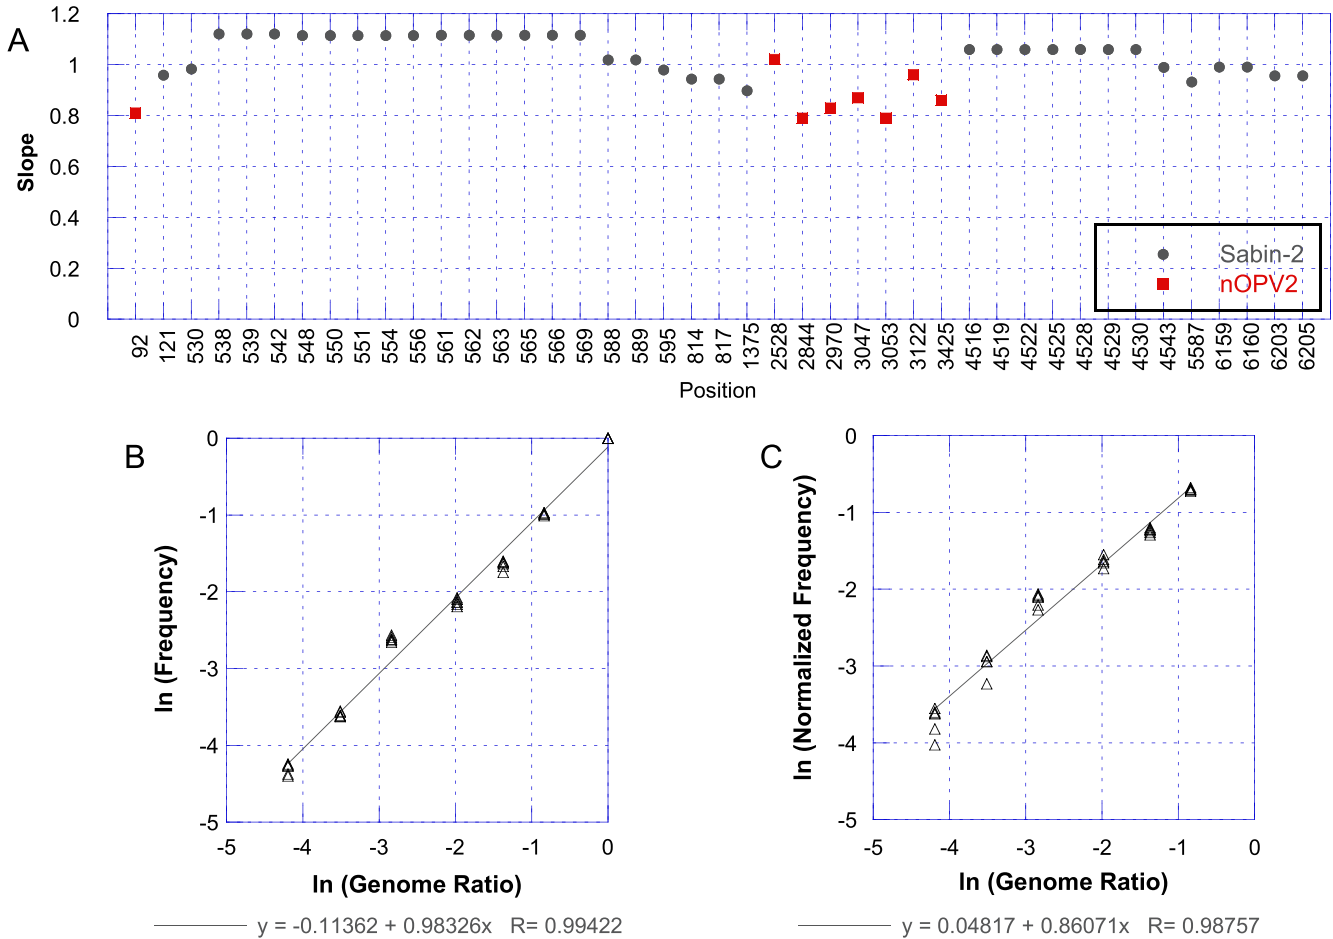 A
1.2
1
0.8
0.6
0.4
0.2
0
Slope
Sabin-2
nOPV2
92 121 530 538 539 542 548 550 551 554 556 561 562 563 565 566 569 588 589 595 814 817 1375 2528 2844 2970 3047 3053 3122 3425 4516 4519 4522 4525 4528 4529 4530 4543 5587 6159 6160 6203 6205
Position
B
0
-1
-2
-3
-4
-5
ln (Frequency)
-5 -4 -3 -2 -1 0
ln (Genome Ratio)
y = -0.11362 + 0.98326x R= 0.99422
C
0
-1
-2
-3
-4
-5
ln (Normalized Frequency)
-5 -4 -3 -2 -1 0
ln (Genome Ratio)
y = 0.04817 + 0.86071x R= 0.98757